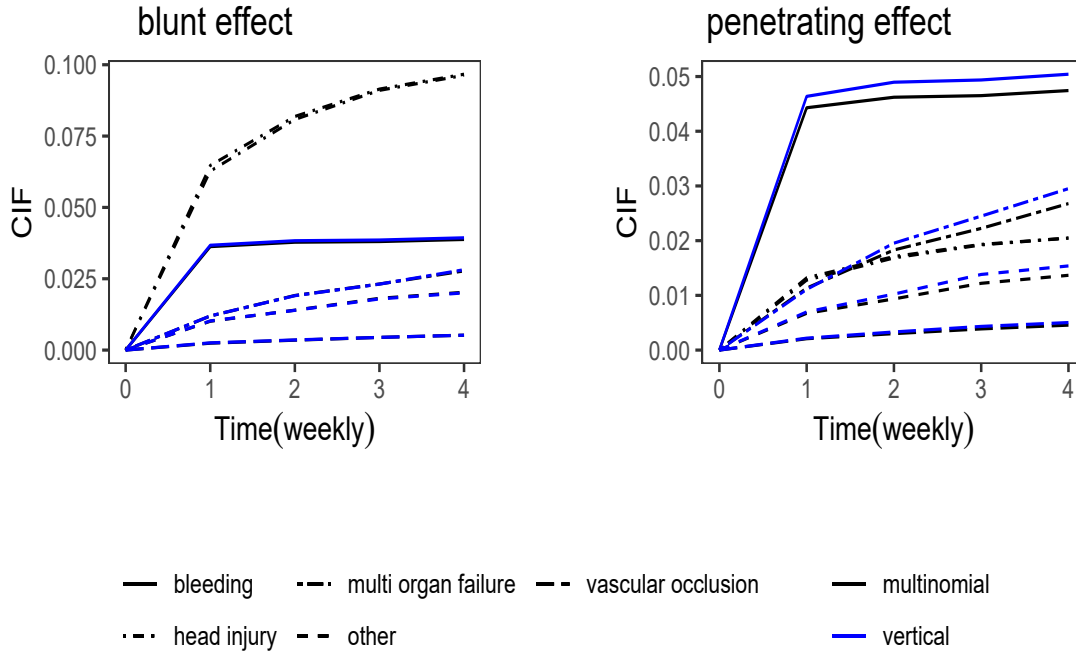 blunt effect
penetrating effect
0.100
0.075
0.050
0.025
0.000
CIF
0 1 2 3 4
Time(weekly)
0.05
0.04
0.03
0.02
0.01
0.00
CIF
0 1 2 3 4
Time(weekly)
bleeding multi organ failure vascular occlusion multinomial
head injury other vertical